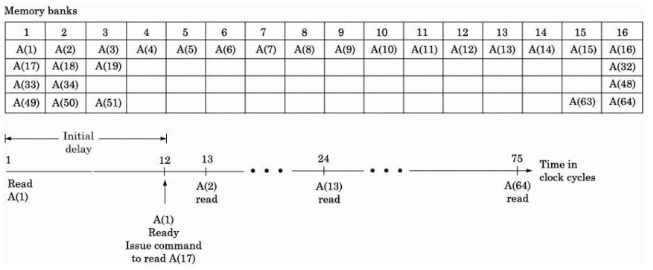 Memory banks
1 2 3 4 5 6 7 8 9 10 11 12 13 14 15 16
A(1) A(2) A(3) A(4) A(5) A(6) A(7) A(8) A(9) A(10) A(11) A(12) A(13) A(14) A(15) A(16)
A(17) A(18) A(19) A(32)
A(33) A(34) A(48)
A(49) A(50) A(51) A(63) A(64)
Initial
delay
1 12 13 24 75
Time in
clock cycles
Read
A(1)
A(2)
read
A(13)
read
A(64)
read
A(1)
Ready
Issue command
to read A(17)